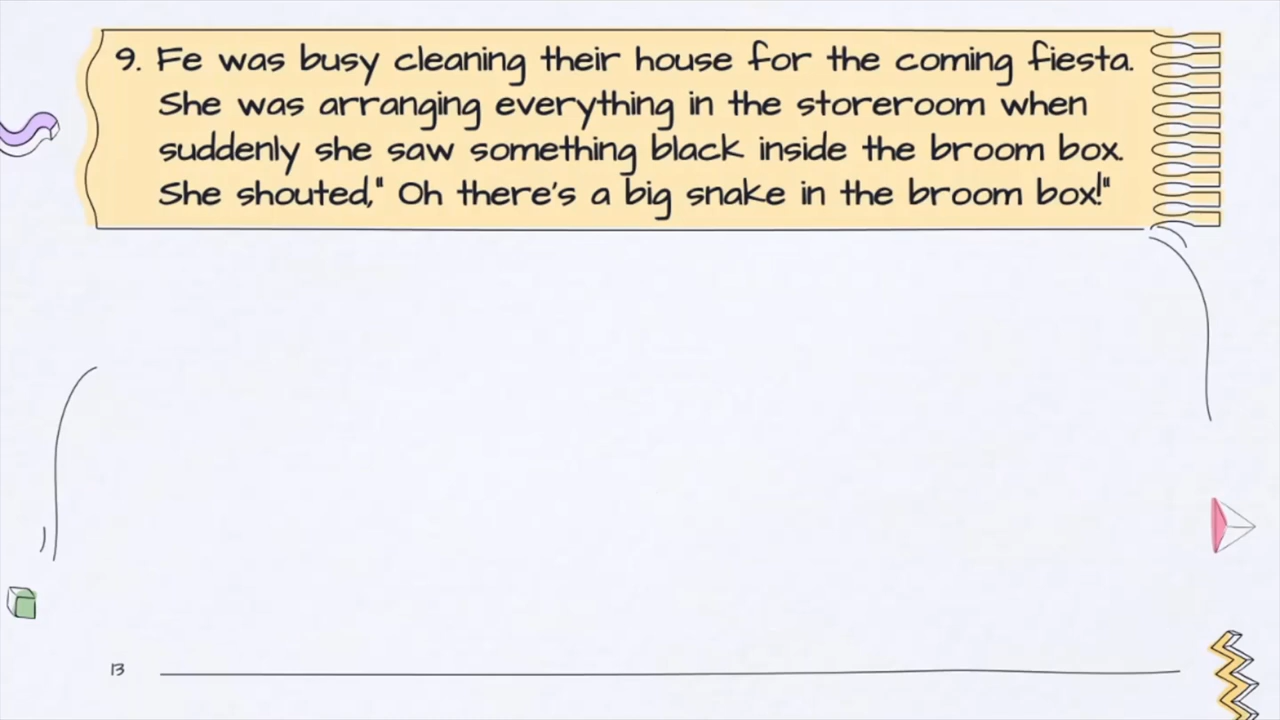 9. Fe was busy cleaning their house for the coming fiesta.
She was arranging everything in the storeroom when
suddenly she saw something black inside the broom box.
She shouted," Oh there's a big snake in the broom box!"
13